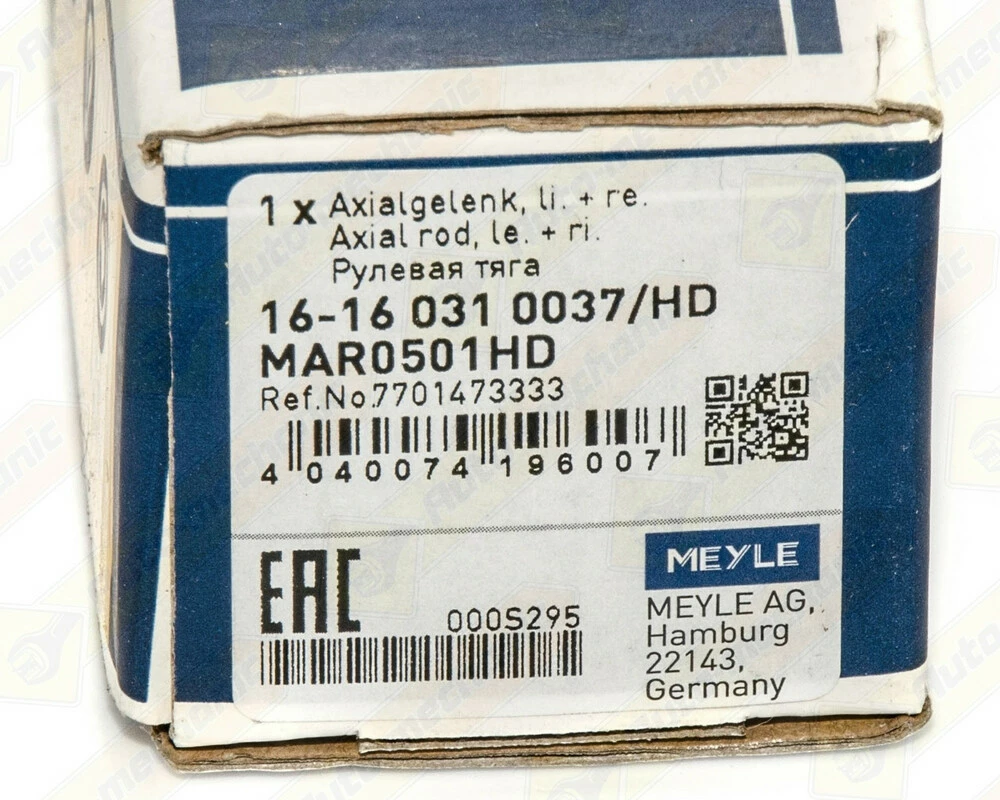 1 x Axialgelenk, li. + re.
Axial rod, le. + ri.
Рулевая тяга
16-16 031 0037/HD
MAR0501HD
Ref.No.7701473333
4 040074 196007
EAC
000S295
MEYLE
MEYLE AG,
Hamburg
22143,
Germany